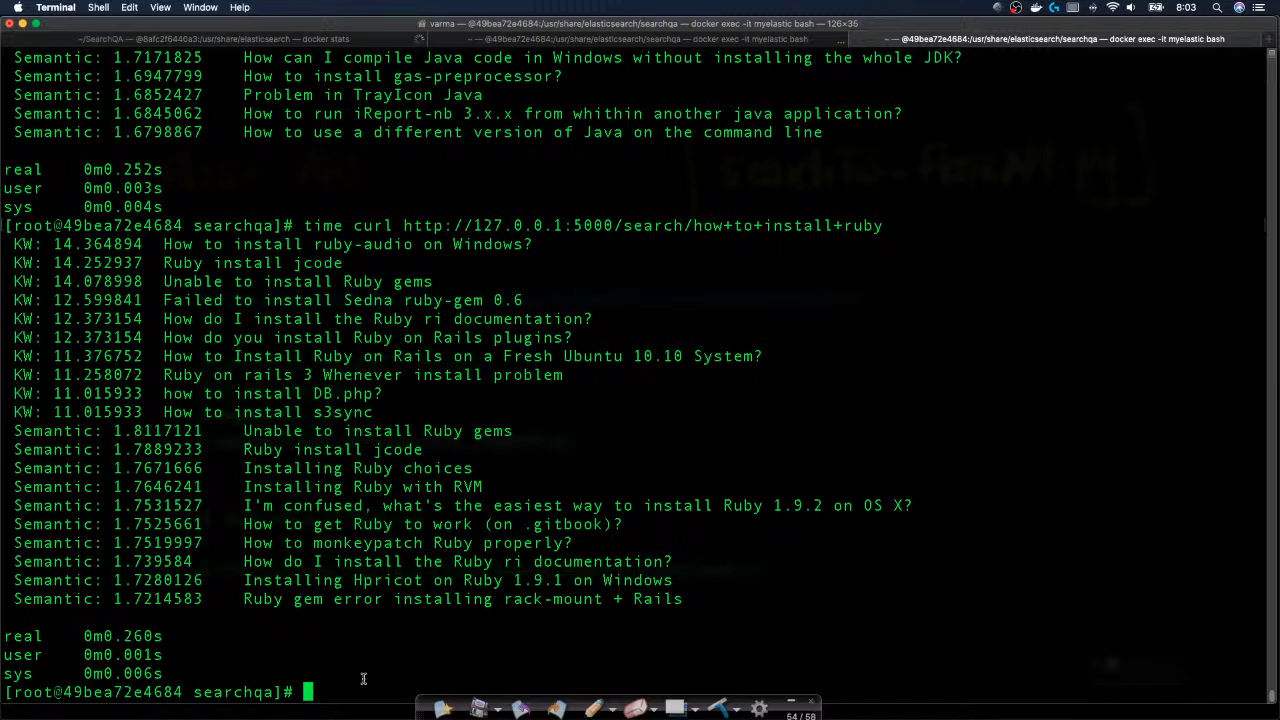 Terminal Shell Edit View Window Help 8:03
varma — @49bea72e4684:/usr/share/elasticsearch/searchqa — docker exec -it myelastic bash — 126×35
~/SearchQA — @8afc2f6440a3:/usr/share/elasticsearch — docker stats
~ — @49bea72e4684:/usr/share/elasticsearch/searchqa — docker exec -it myelastic bash
~ — @49bea72e4684:/usr/share/elasticsearch/searchqa — docker exec -it myelastic bash
Semantic: 1.7171825 How can I compile Java code in Windows without installing the whole JDK?
Semantic: 1.6947799 How to install gas-preprocessor?
Semantic: 1.6852427 Problem in TrayIcon Java
Semantic: 1.6845062 How to run iReport-nb 3.x.x from whithin another java application?
Semantic: 1.6798867 How to use a different version of Java on the command line
real 0m0.252s
user 0m0.003s
sys 0m0.004s
[root@49bea72e4684 searchqa]# time curl http://127.0.0.1:5000/search/how+to+install+ruby
KW: 14.364894 How to install ruby-audio on Windows?
KW: 14.252937 Ruby install jcode
KW: 14.078998 Unable to install Ruby gems
KW: 12.599841 Failed to install Sedna ruby-gem 0.6
KW: 12.373154 How do I install the Ruby ri documentation?
KW: 12.373154 How do you install Ruby on Rails plugins?
KW: 11.376752 How to Install Ruby on Rails on a Fresh Ubuntu 10.10 System?
KW: 11.258072 Ruby on rails 3 Whenever install problem
KW: 11.015933 how to install DB.php?
KW: 11.015933 How to install s3sync
Semantic: 1.8117121 Unable to install Ruby gems
Semantic: 1.7889233 Ruby install jcode
Semantic: 1.7671666 Installing Ruby choices
Semantic: 1.7646241 Installing Ruby with RVM
Semantic: 1.7531527 I'm confused, what's the easiest way to install Ruby 1.9.2 on OS X?
Semantic: 1.7525661 How to get Ruby to work (on .gitbook)?
Semantic: 1.7519997 How to monkeypatch Ruby properly?
Semantic: 1.739584 How do I install the Ruby ri documentation?
Semantic: 1.7280126 Installing Hpricot on Ruby 1.9.1 on Windows
Semantic: 1.7214583 Ruby gem error installing rack-mount + Rails
real 0m0.260s
user 0m0.001s
sys 0m0.006s
[root@49bea72e4684 searchqa]#
54 / 58